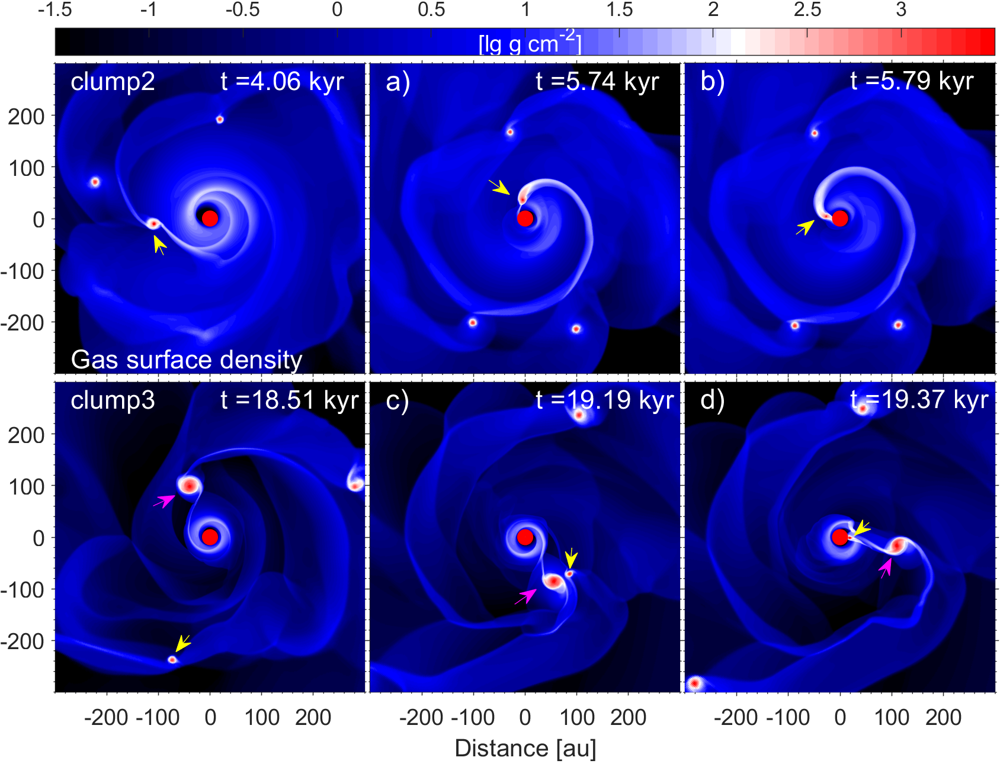 -1.5 -1 -0.5 0 0.5 1 1.5 2 2.5 3
[lg g cm-2]
clump2 t =4.06 kyr a) t =5.74 kyr b) t =5.79 kyr
200
100
0
-100
-200
Gas surface density
clump3 t =18.51 kyr c) t =19.19 kyr d) t =19.37 kyr
200
100
0
-100
-200
-200 -100 0 100 200 -200 -100 0 100 200 -200 -100 0 100 200
Distance [au]